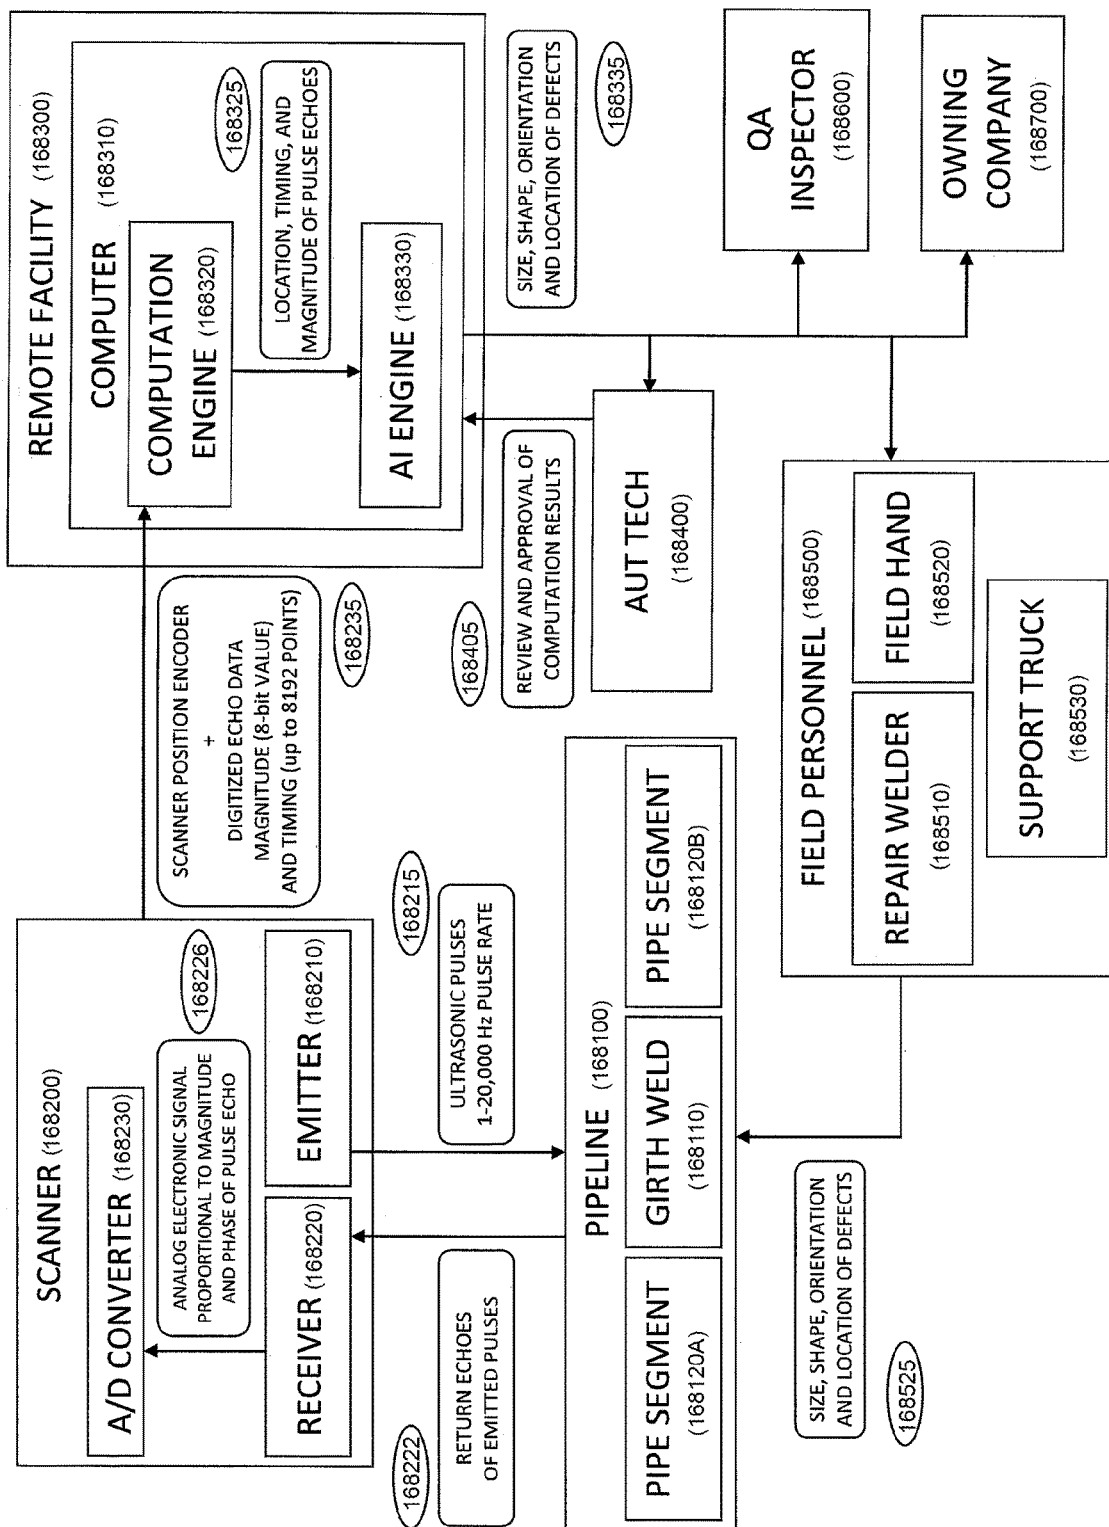 SCANNER (168200)
A/D CONVERTER (168230)
ANALOG ELECTRONIC SIGNAL
PROPORTIONAL TO MAGNITUDE
AND PHASE OF PULSE ECHO
168226
RECEIVER (168220)
EMITTER (168210)
168222
RETURN ECHOES
OF EMITTED PULSES
ULTRASONIC PULSES
1-20,000 Hz PULSE RATE
168215
PIPELINE (168100)
PIPE SEGMENT
(168120A)
GIRTH WELD
(168110)
PIPE SEGMENT
(168120B)
168525
SIZE, SHAPE, ORIENTATION
AND LOCATION OF DEFECTS
SCANNER POSITION ENCODER
+
DIGITIZED ECHO DATA
MAGNITUDE (8-bit VALUE)
AND TIMING (up to 8192 POINTS)
168235
REMOTE FACILITY (168300)
COMPUTER (168310)
COMPUTATION
ENGINE (168320)
168325
LOCATION, TIMING, AND
MAGNITUDE OF PULSE ECHOES
AI ENGINE (168330)
168405
REVIEW AND APPROVAL OF
COMPUTATION RESULTS
AUT TECH
(168400)
SIZE, SHAPE, ORIENTATION
AND LOCATION OF DEFECTS
168335
FIELD PERSONNEL (168500)
REPAIR WELDER
(168510)
FIELD HAND
(168520)
SUPPORT TRUCK
(168530)
QA
INSPECTOR
(168600)
OWNING
COMPANY
(168700)